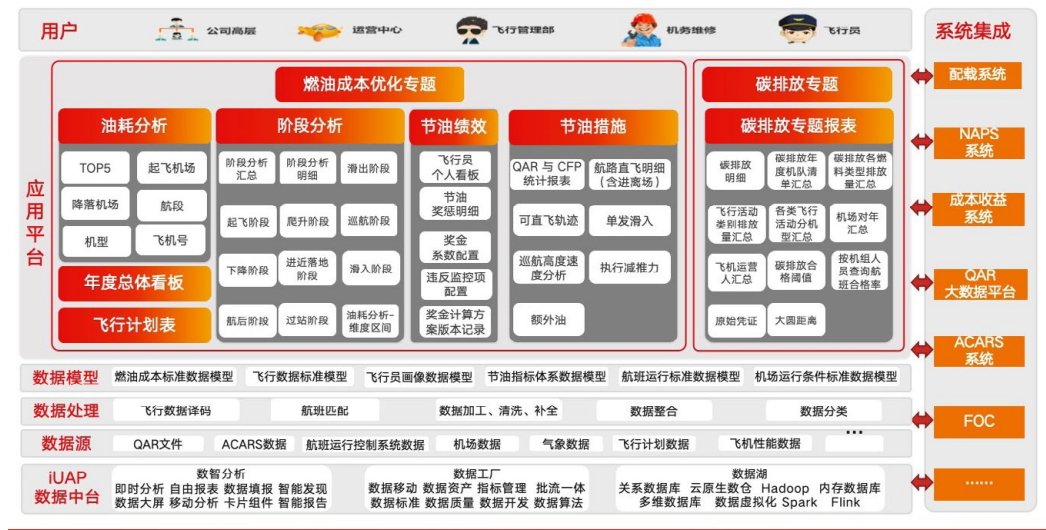 用户
公司高层
运营中心
飞行管理部
机务维修
飞行员
系统集成
应用平台
燃油成本优化专题
油耗分析
TOP5
起飞机场
降落机场
航段
机型
飞机号
年度总体看板
飞行计划表
阶段分析
阶段分析
汇总
阶段分析
明细
滑出阶段
起飞阶段
爬升阶段
巡航阶段
下降阶段
进近落地
阶段
滑入阶段
航后阶段
过站阶段
油耗分析-
维度区间
节油绩效
飞行员
个人看板
节油
奖惩明细
奖金
系数配置
违反监控项
配置
奖金计算方
案版本记录
节油措施
QAR 与 CFP
统计报表
航路直飞明细
(含进离场)
可直飞轨迹
单发滑入
巡航高度速
度分析
执行减推力
额外油
碳排放专题
碳排放专题报表
碳排放
明细
碳排放年
度机队清
单汇总
碳排放各燃
料类型排放
量汇总
飞行活动
类别排放
量汇总
各类飞行
活动分机
型汇总
机场对年
汇总
飞机运营
人汇总
碳排放合
格阈值
按机组人
员查询航
班合格率
原始凭证
大圆距离
配载系统
NAPS
系统
成本收益
系统
QAR
大数据平台
ACARS
系统
FOC
······
数据模型
燃油成本标准数据模型
飞行数据标准模型
飞行员画像数据模型
节油指标体系数据模型
航班运行标准数据模型
机场运行条件标准数据模型
数据处理
飞行数据译码
航班匹配
数据加工、清洗、补全
数据整合
数据分类
数据源
QAR文件
ACARS数据
航班运行控制系统数据
机场数据
气象数据
飞行计划数据
飞机性能数据
...
iUAP
数据中台
数智分析
即时分析 自由报表 数据填报 智能发现
数据大屏 移动分析 卡片组件 智能报告
数据工厂
数据移动 数据资产 指标管理 批流一体
数据标准 数据质量 数据开发 数据算法
数据湖
关系数据库 云原生数仓 Hadoop 内存数据库
多维数据库 数据虚拟化 Spark Flink